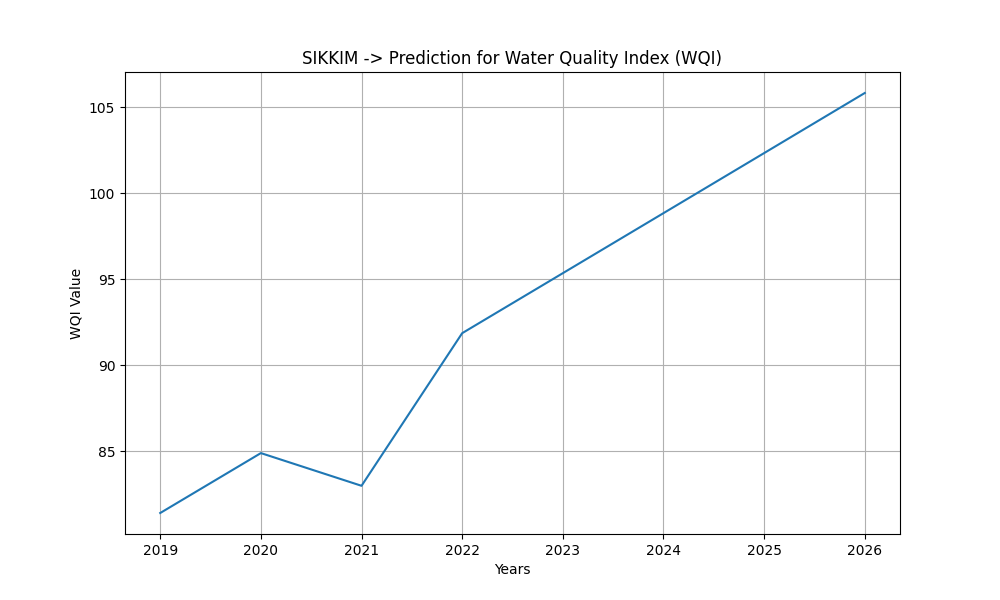 SIKKIM -> Prediction for Water Quality Index (WQI)
105
100
95
90
85
WQI Value
2019 2020 2021 2022 2023 2024 2025 2026
Years